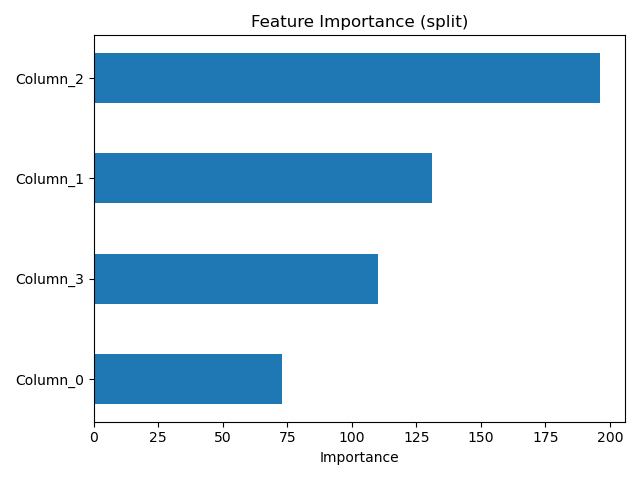 Feature Importance (split)
Column_2
Column_1
Column_3
Column_0
0 25 50 75 100 125 150 175 200
Importance